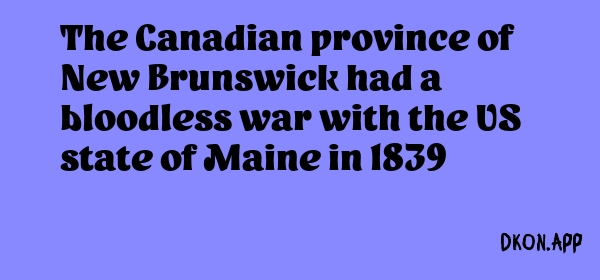 The Canadian province of
New Brunswick had a
bloodless war with the US
state of Maine in 1839
DKON.APP